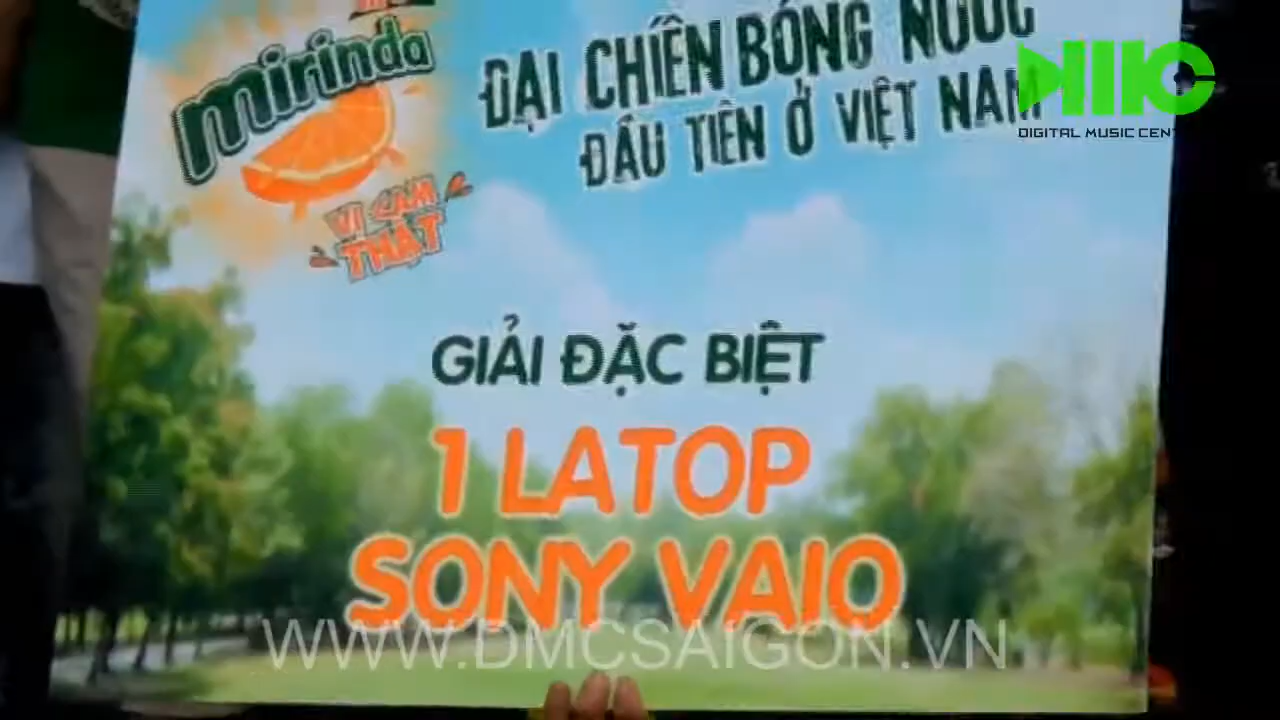 mirinda
VỊ CAM
THẬT
ĐẠI CHIẾN BÓNG NƯỚC
ĐẦU TIÊN Ở VIỆT NAM
DMC
DIGITAL MUSIC CENT
GIẢI ĐẶC BIỆT
1 LATOP
SONY VAIO
WWW.DMCSAIGON.VN